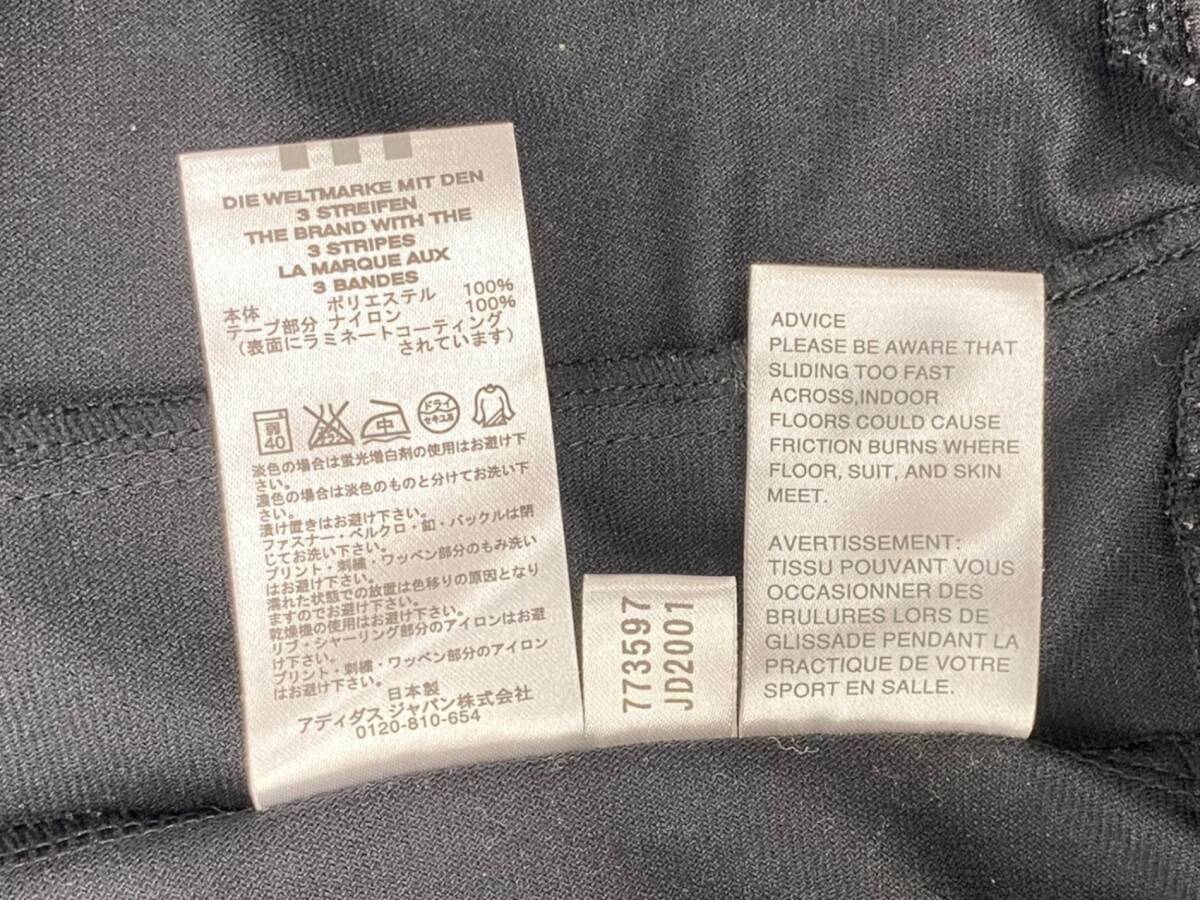 DIE WELTMARKE MIT DEN
3 STREIFEN
THE BRAND WITH THE
3 STRIPES
LA MARQUE AUX
3 BANDES
本体 ポリエステル 100%
テープ部分 ナイロン 100%
(表面にラミネートコーティング
されています)
弱
40
ドライ
セキユ系
淡色の場合は蛍光増白剤の使用はお避け下
さい。
濃色の場合は淡色のものと分けてお洗い下
さい。
漬け置きはお避け下さい。
ファスナー・ベルクロ・釦・バックルは閉
じてお洗い下さい。
プリント・刺繍・ワッペン部分のもみ洗い
はお避け下さい。
濡れた状態での放置は色移りの原因となり
ますのでお避け下さい。
乾燥機の使用はお避け下さい。
リブ・シャーリング部分のアイロンはお避
け下さい。
プリント・刺繍・ワッペン部分のアイロン
はお避け下さい。
日本製
アディダス ジャパン株式会社
0120-810-654
773597
JD2001
ADVICE
PLEASE BE AWARE THAT
SLIDING TOO FAST
ACROSS,INDOOR
FLOORS COULD CAUSE
FRICTION BURNS WHERE
FLOOR, SUIT, AND SKIN
MEET.
AVERTISSEMENT:
TISSU POUVANT VOUS
OCCASIONNER DES
BRULURES LORS DE
GLISSADE PENDANT LA
PRACTIQUE DE VOTRE
SPORT EN SALLE.